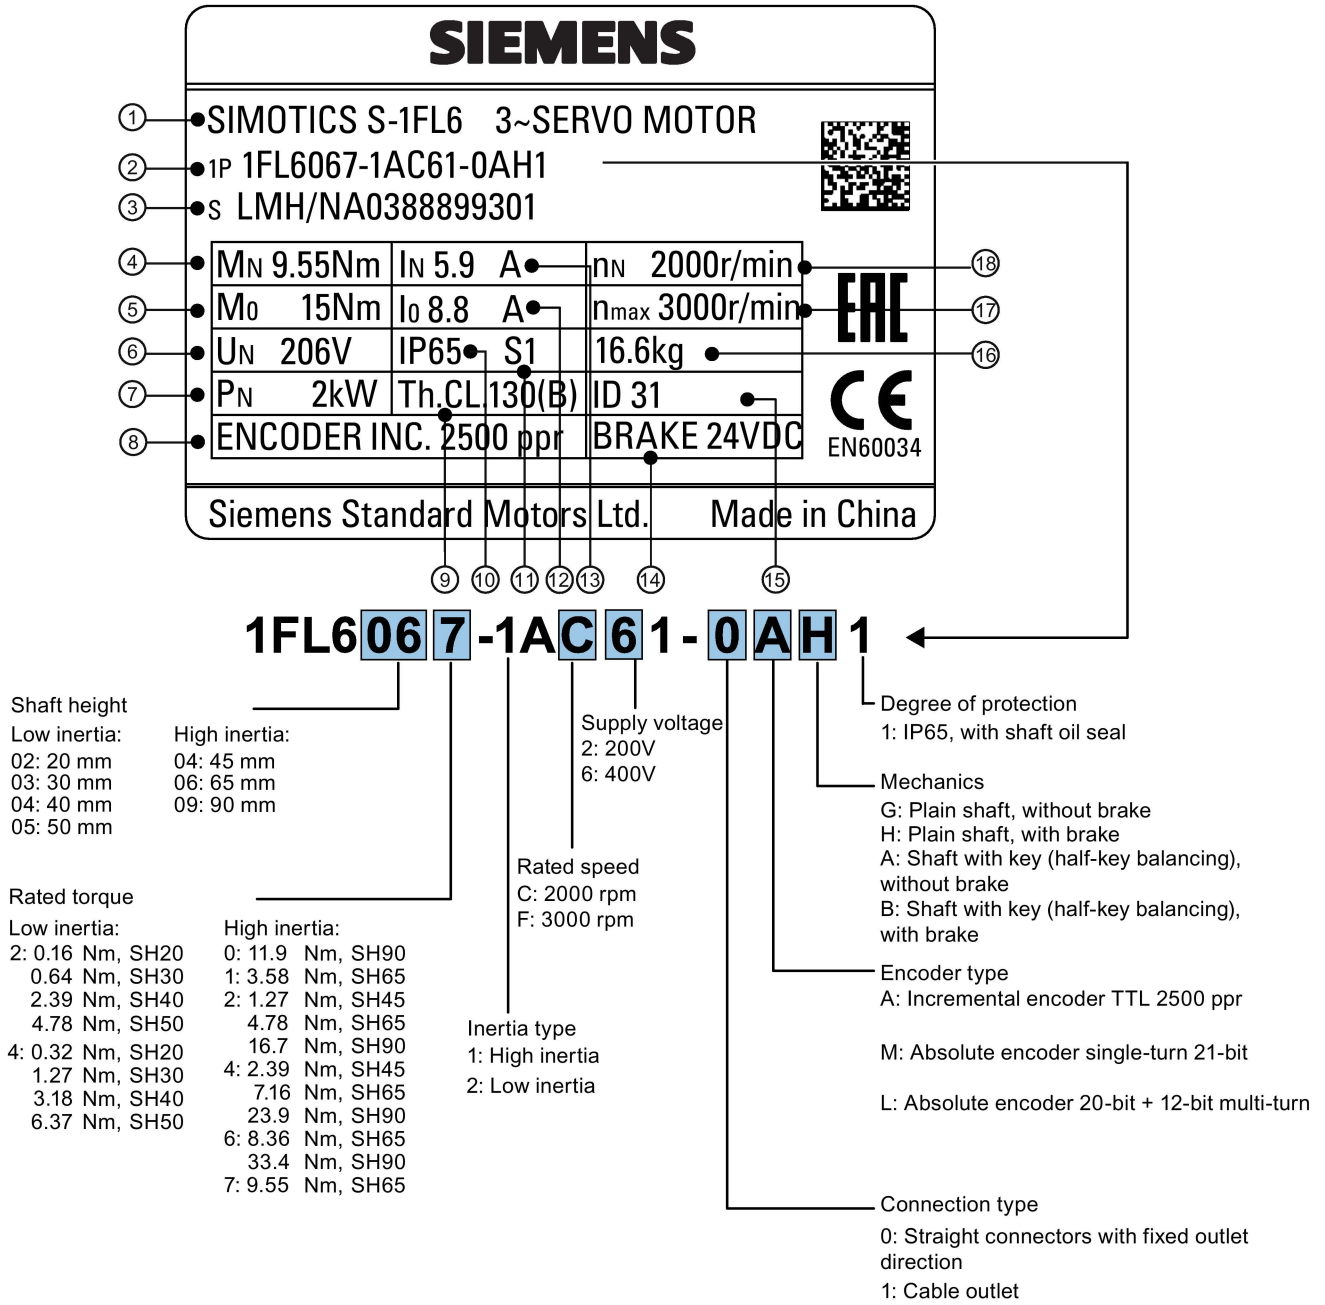 SIEMENS
① SIMOTICS S-1FL6 3~SERVO MOTOR
② 1P 1FL6067-1AC61-0AH1
③ S LMH/NA0388899301
④ MN 9.55Nm IN 5.9 A nN 2000r/min ⑱
⑤ M0 15Nm I0 8.8 A nmax 3000r/min ⑰
⑥ UN 206V IP65 S1 16.6kg ⑯
⑦ PN 2kW Th.CL.130(B) ID 31
⑧ ENCODER INC. 2500 ppr BRAKE 24VDC
EAC
CE
EN60034
Siemens Standard Motors Ltd. Made in China
⑨ ⑩ ⑪ ⑫ ⑬ ⑭ ⑮
1FL6 06 7 -1A C 6 1 - 0 A H 1
Shaft height
Low inertia: High inertia:
02: 20 mm 04: 45 mm
03: 30 mm 06: 65 mm
04: 40 mm 09: 90 mm
05: 50 mm
Rated torque
Low inertia:
2: 0.16 Nm, SH20
0.64 Nm, SH30
2.39 Nm, SH40
4.78 Nm, SH50
4: 0.32 Nm, SH20
1.27 Nm, SH30
3.18 Nm, SH40
6.37 Nm, SH50
High inertia:
0: 11.9 Nm, SH90
1: 3.58 Nm, SH65
2: 1.27 Nm, SH45
4.78 Nm, SH65
16.7 Nm, SH90
4: 2.39 Nm, SH45
7.16 Nm, SH65
23.9 Nm, SH90
6: 8.36 Nm, SH65
33.4 Nm, SH90
7: 9.55 Nm, SH65
Inertia type
1: High inertia
2: Low inertia
Rated speed
C: 2000 rpm
F: 3000 rpm
Supply voltage
2: 200V
6: 400V
Degree of protection
1: IP65, with shaft oil seal
Mechanics
G: Plain shaft, without brake
H: Plain shaft, with brake
A: Shaft with key (half-key balancing),
without brake
B: Shaft with key (half-key balancing),
with brake
Encoder type
A: Incremental encoder TTL 2500 ppr
M: Absolute encoder single-turn 21-bit
L: Absolute encoder 20-bit + 12-bit multi-turn
Connection type
0: Straight connectors with fixed outlet
direction
1: Cable outlet